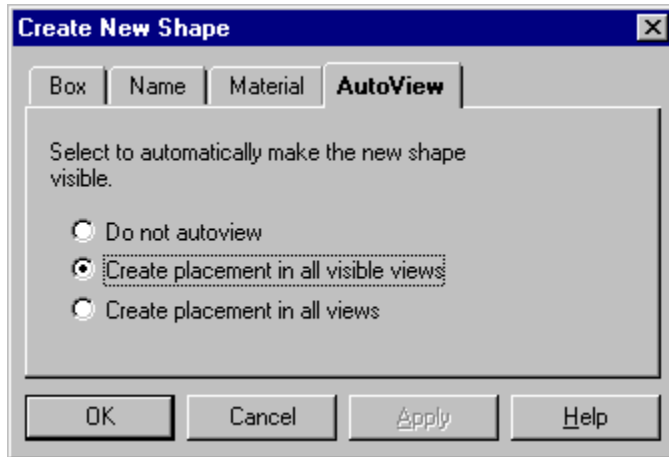 Create New Shape
Box Name Material AutoView
Select to automatically make the new shape
visible.
Do not autoview
Create placement in all visible views
Create placement in all views
OK Cancel Apply Help